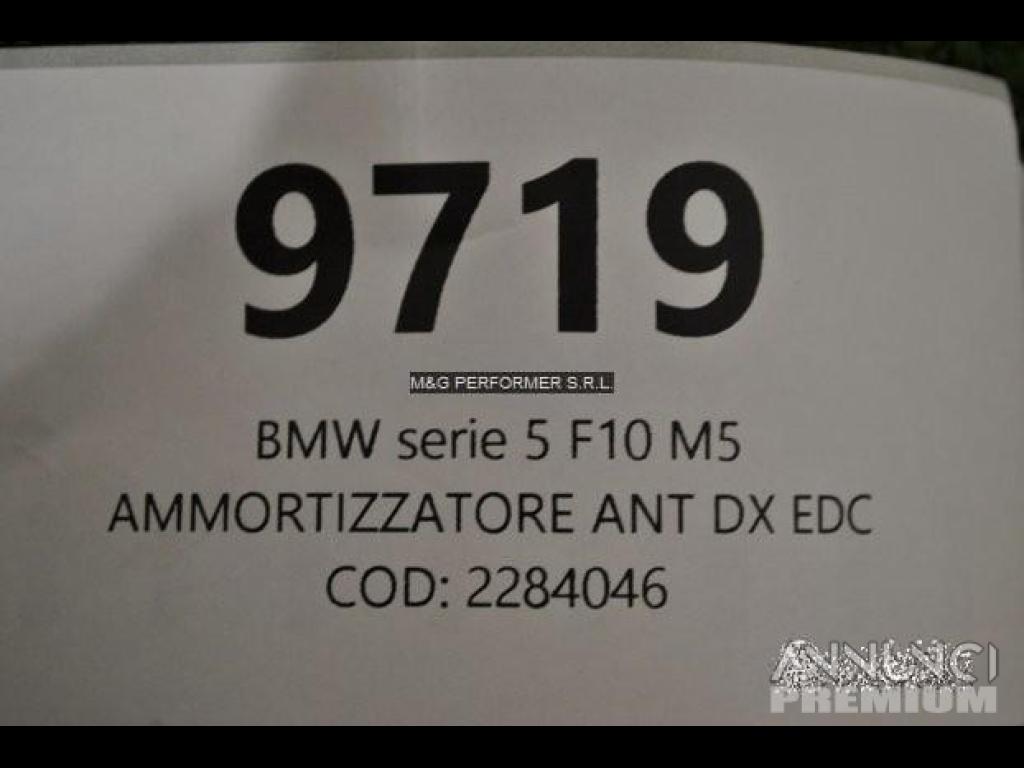 9719
M&G PERFORMER S.R.L.
BMW serie 5 F10 M5
AMMORTIZZATORE ANT DX EDC
COD: 2284046
ANNUNCI
PREMIUM